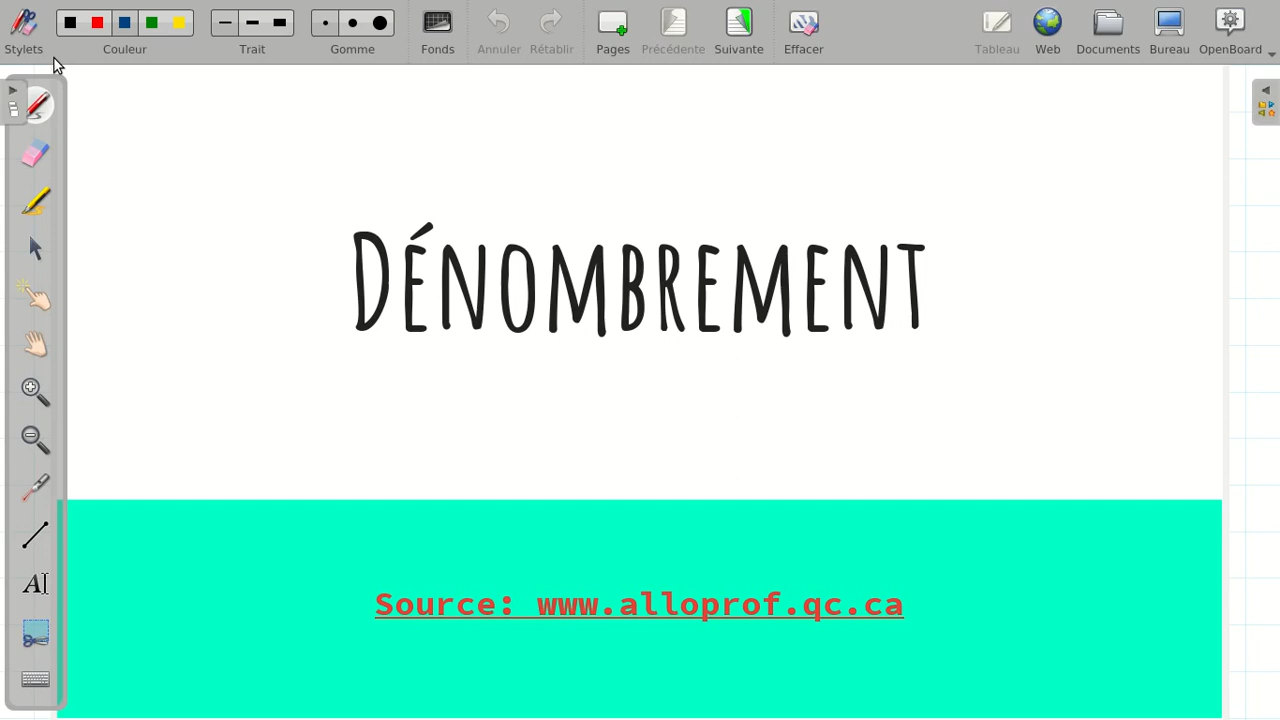 Stylets
Couleur
Trait
Gomme
Fonds
Annuler
Rétablir
Pages
Précédente
Suivante
Effacer
Tableau
Web
Documents
Bureau
OpenBoard
DÉNOMBREMENT
Source: www.alloprof.qc.ca
AI